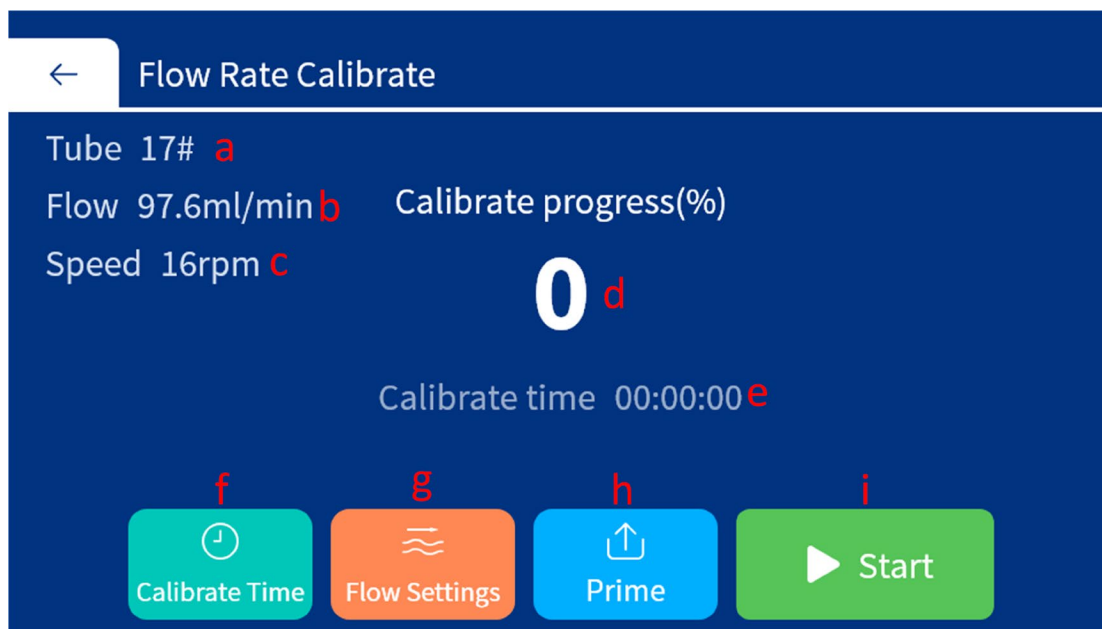 ← Flow Rate Calibrate
Tube 17# a
Flow 97.6ml/min b
Calibrate progress(%)
Speed 16rpm c
0 d
Calibrate time 00:00:00 e
f g h i
Calibrate Time
Flow Settings
Prime
Start